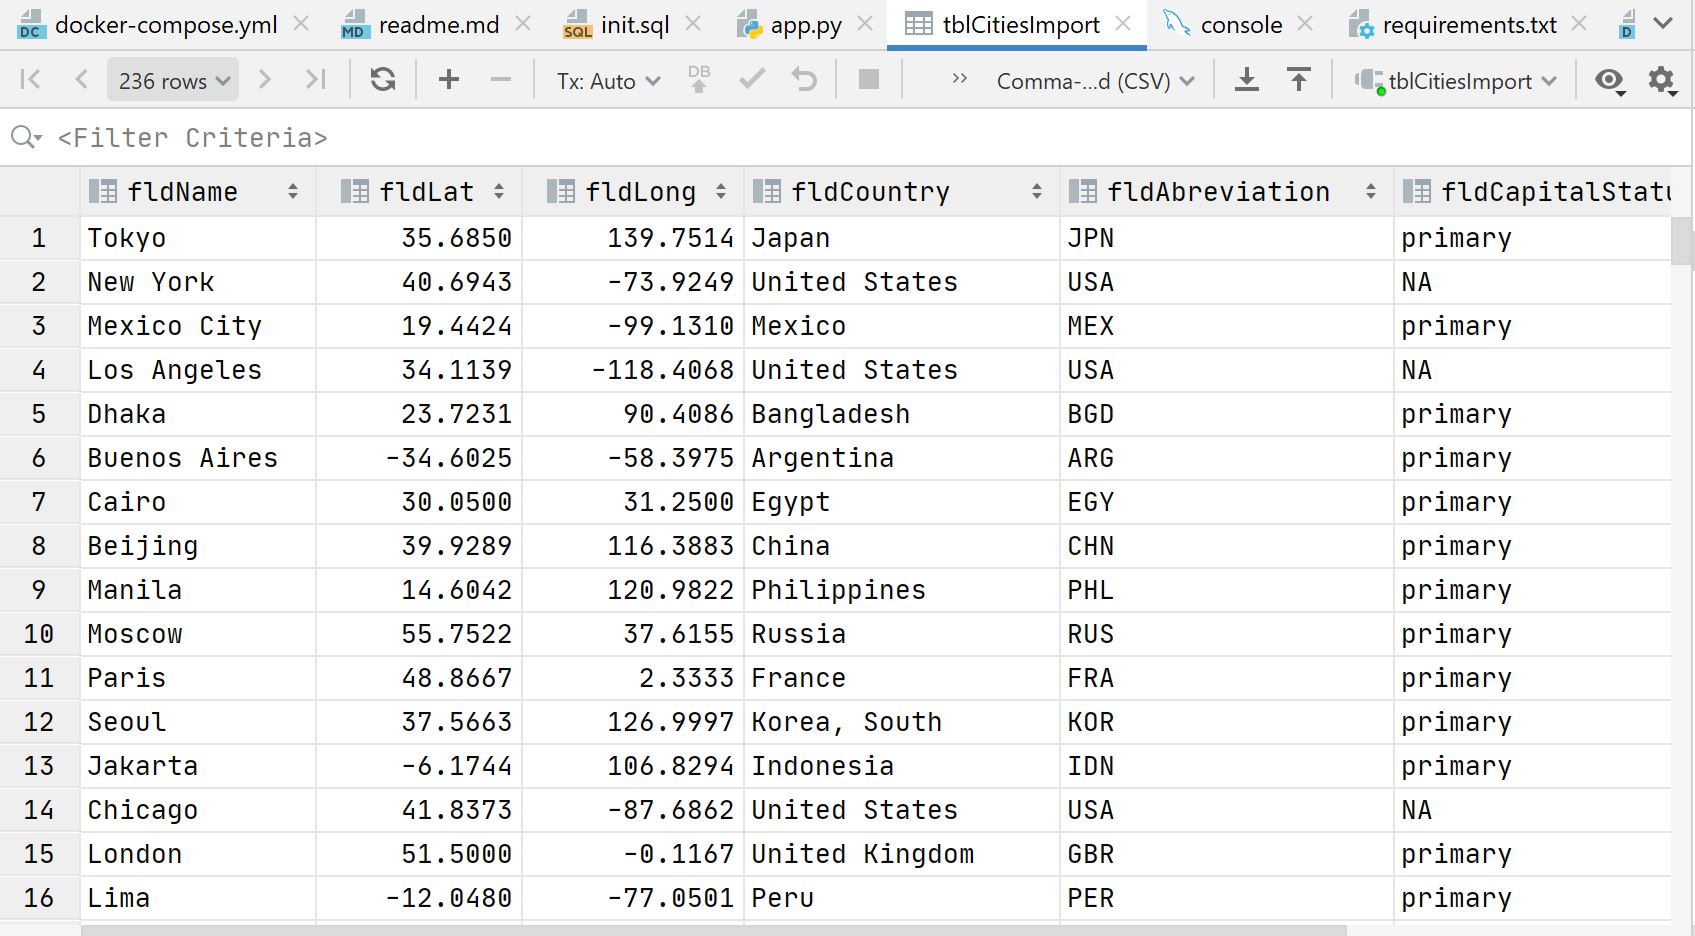 docker-compose.yml readme.md init.sql app.py tblCitiesImport console requirements.txt
DC MD SQL D
236 rows Tx: Auto DB Comma-...d (CSV) tblCitiesImport
<Filter Criteria>
fldName fldLat fldLong fldCountry fldAbreviation fldCapitalStatu
1 Tokyo 35.6850 139.7514 Japan JPN primary
2 New York 40.6943 -73.9249 United States USA NA
3 Mexico City 19.4424 -99.1310 Mexico MEX primary
4 Los Angeles 34.1139 -118.4068 United States USA NA
5 Dhaka 23.7231 90.4086 Bangladesh BGD primary
6 Buenos Aires -34.6025 -58.3975 Argentina ARG primary
7 Cairo 30.0500 31.2500 Egypt EGY primary
8 Beijing 39.9289 116.3883 China CHN primary
9 Manila 14.6042 120.9822 Philippines PHL primary
10 Moscow 55.7522 37.6155 Russia RUS primary
11 Paris 48.8667 2.3333 France FRA primary
12 Seoul 37.5663 126.9997 Korea, South KOR primary
13 Jakarta -6.1744 106.8294 Indonesia IDN primary
14 Chicago 41.8373 -87.6862 United States USA NA
15 London 51.5000 -0.1167 United Kingdom GBR primary
16 Lima -12.0480 -77.0501 Peru PER primary